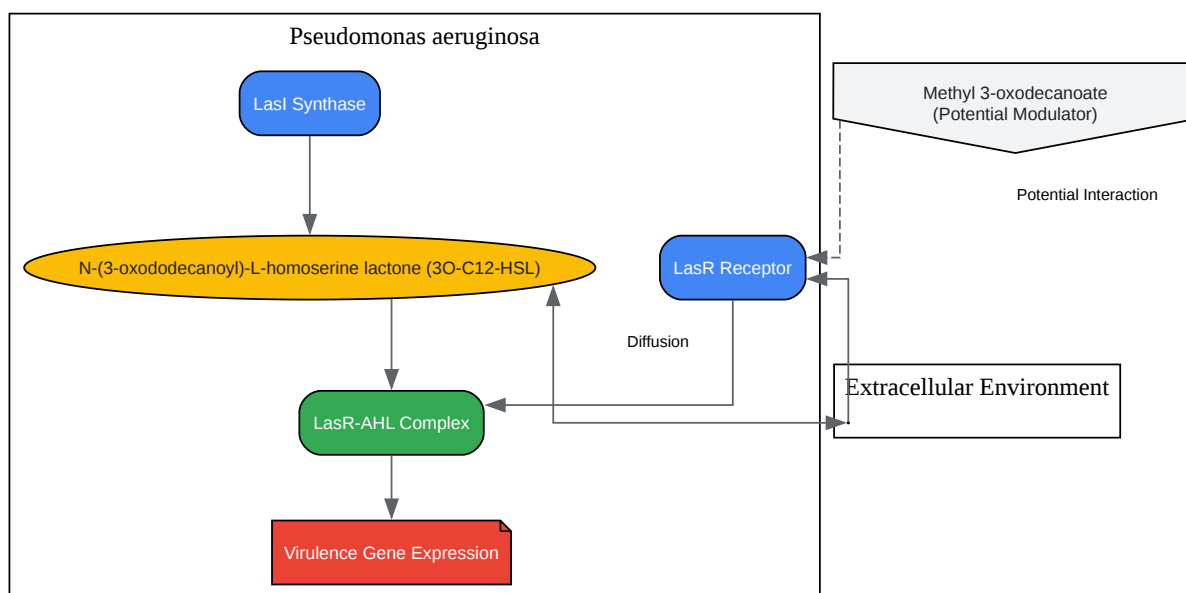 Pseudomonas aeruginosa
LasI Synthase
Methyl 3-oxodecanoate
(Potential Modulator)
Potential Interaction
N-(3-oxododecanoyl)-L-homoserine lactone (3O-C12-HSL)
LasR Receptor
Diffusion
Extracellular Environment
LasR-AHL Complex
Virulence Gene Expression